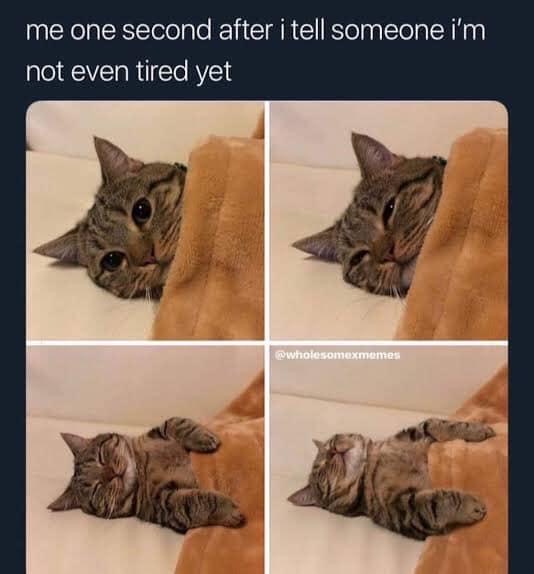 me one second after i tell someone i'm
not even tired yet
@wholesomexmemes